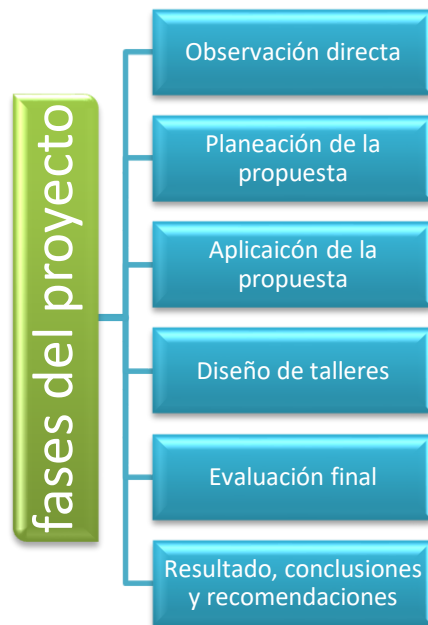 fases del proyecto
Observación directa
Planeación de la
propuesta
Aplicaicón de la
propuesta
Diseño de talleres
Evaluación final
Resultado, conclusiones
y recomendaciones